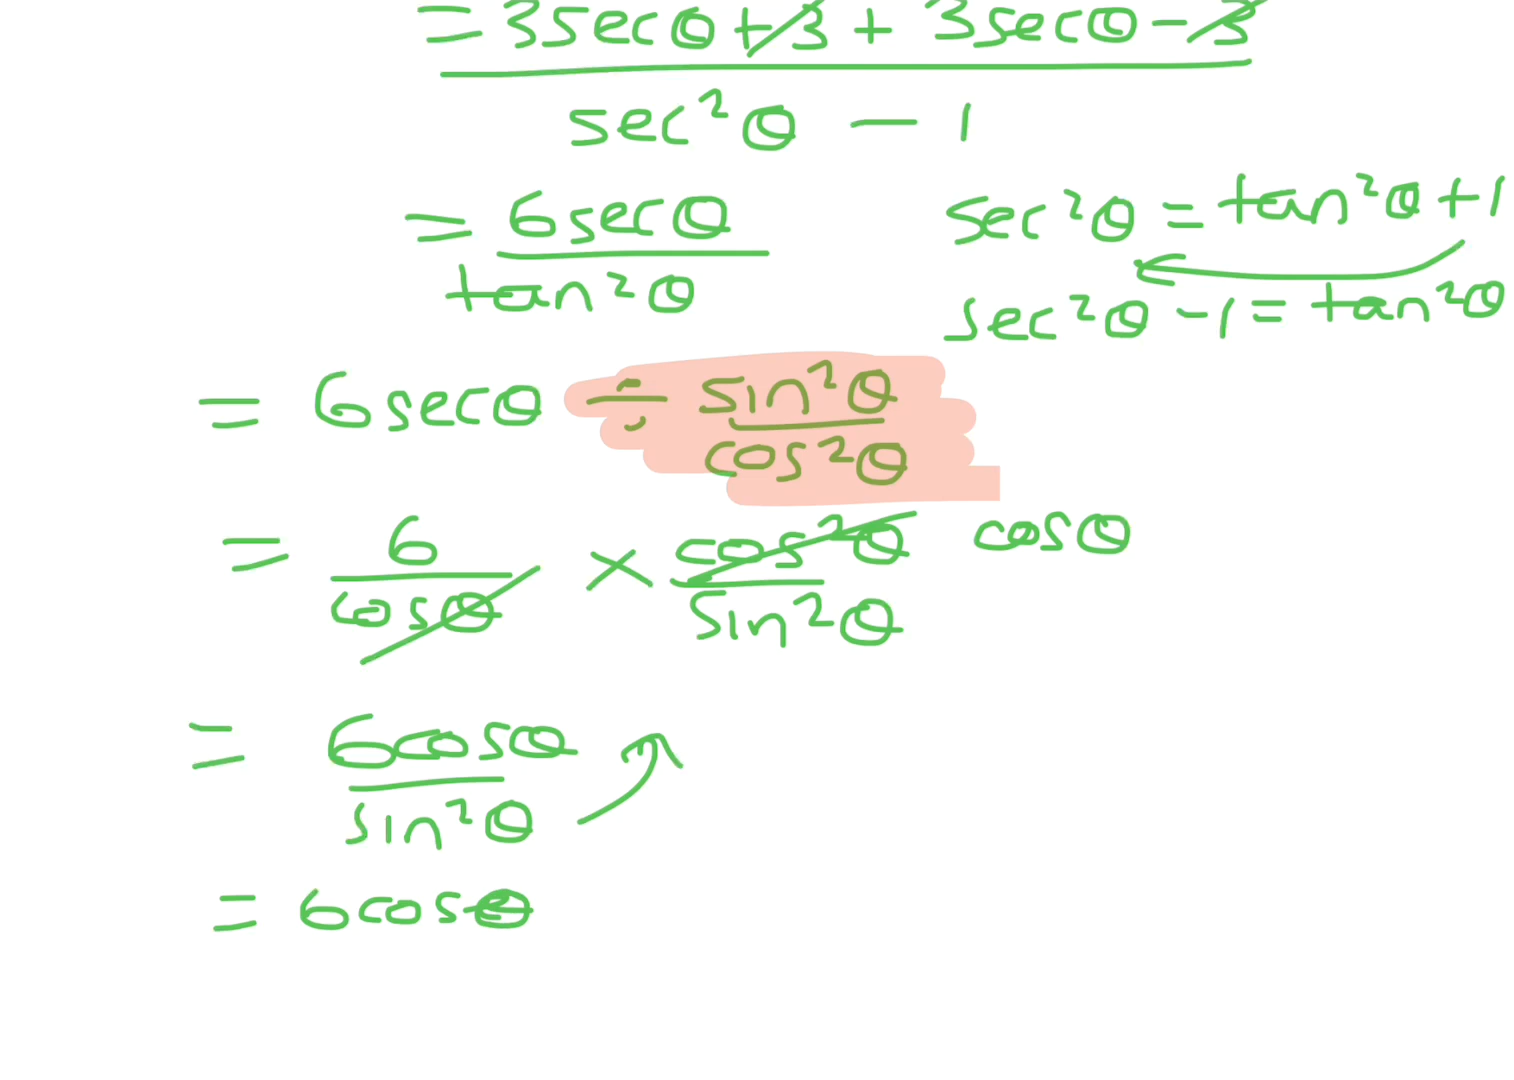 = 3secθ + 3 + 3secθ - 3
sec²θ - 1
= 6secθ
tan²θ
sec²θ = tan²θ + 1
sec²θ - 1 = tan²θ
= 6secθ ÷ sin²θ
cos²θ
= 6 × cos²θ cosθ
cosθ sin²θ
= 6cosθ
sin²θ
= 6cosθ